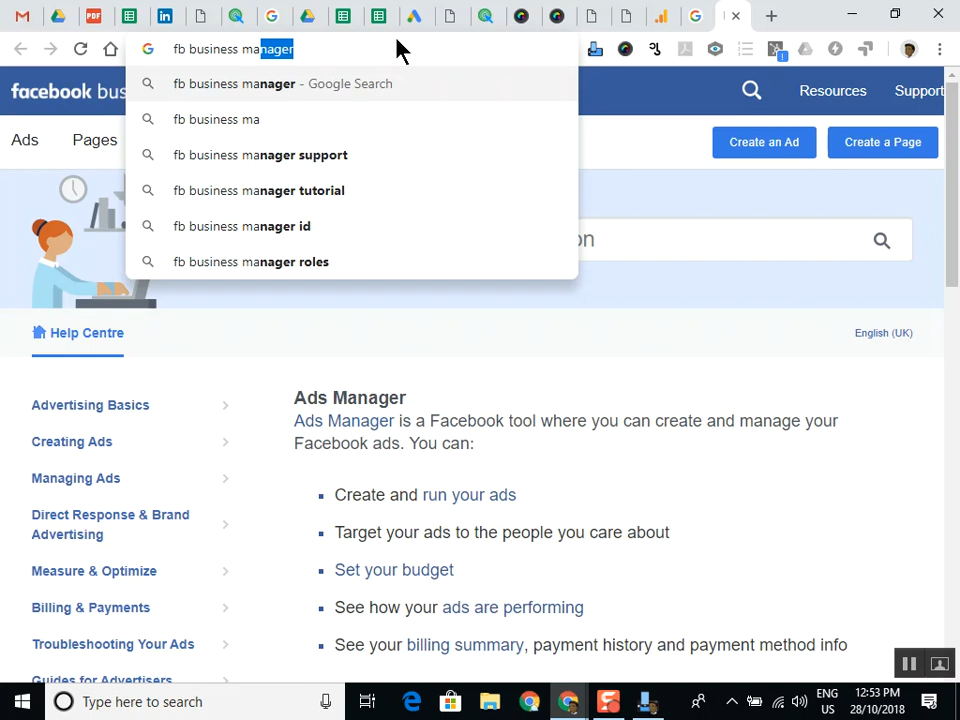 fb business manager
fb business manager - Google Search
fb business ma
fb business manager support
fb business manager tutorial
fb business manager id
fb business manager roles
facebook bus
Resources
Support
Ads
Pages
Create an Ad
Create a Page
on
Help Centre
English (UK)
Advertising Basics
Creating Ads
Managing Ads
Direct Response & Brand
Advertising
Measure & Optimize
Billing & Payments
Troubleshooting Your Ads
Guides for Advertisers
Ads Manager
Ads Manager is a Facebook tool where you can create and manage your
Facebook ads. You can:
Create and run your ads
Target your ads to the people you care about
Set your budget
See how your ads are performing
See your billing summary, payment history and payment method info
Type here to search
ENG
US
12:53 PM
28/10/2018